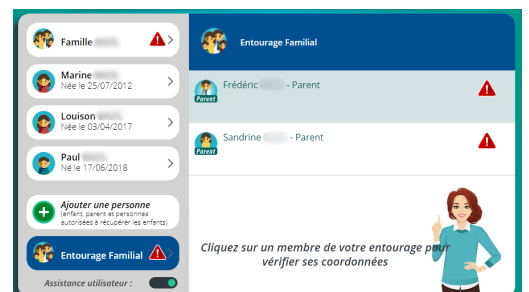 Famille
Marine
Née le 25/07/2012
Louison
Née le 03/04/2017
Paul
Né le 17/06/2018
Ajouter une personne
(enfant, parent et personnes
autorisées à récupérer les enfants)
Entourage Familial
Assistance utilisateur :
Entourage Familial
Frédéric - Parent
Parent
Sandrine - Parent
Parent
Cliquez sur un membre de votre entourage pour
vérifier ses coordonnées